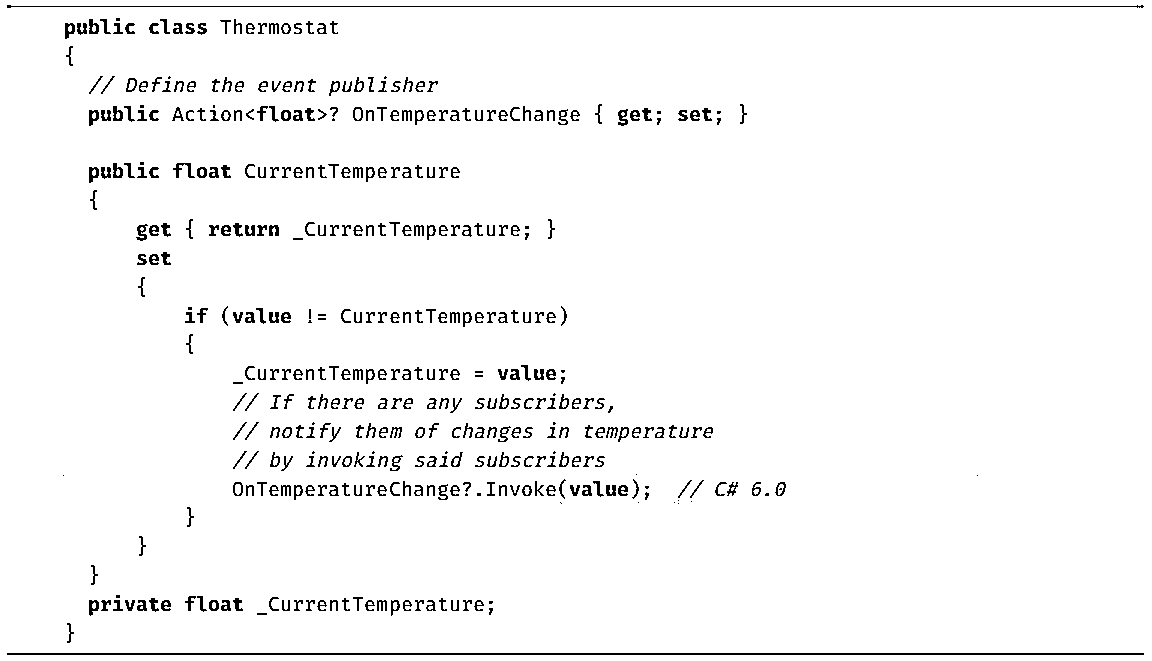 public class Thermostat
{
  // Define the event publisher
  public Action<float>? OnTemperatureChange { get; set; }

  public float CurrentTemperature
  {
      get { return _CurrentTemperature; }
      set
      {
          if (value != CurrentTemperature)
          {
              _CurrentTemperature = value;
              // If there are any subscribers,
              // notify them of changes in temperature
              // by invoking said subscribers
              OnTemperatureChange?.Invoke(value);  // C# 6.0
          }
      }
  }
  private float _CurrentTemperature;
}